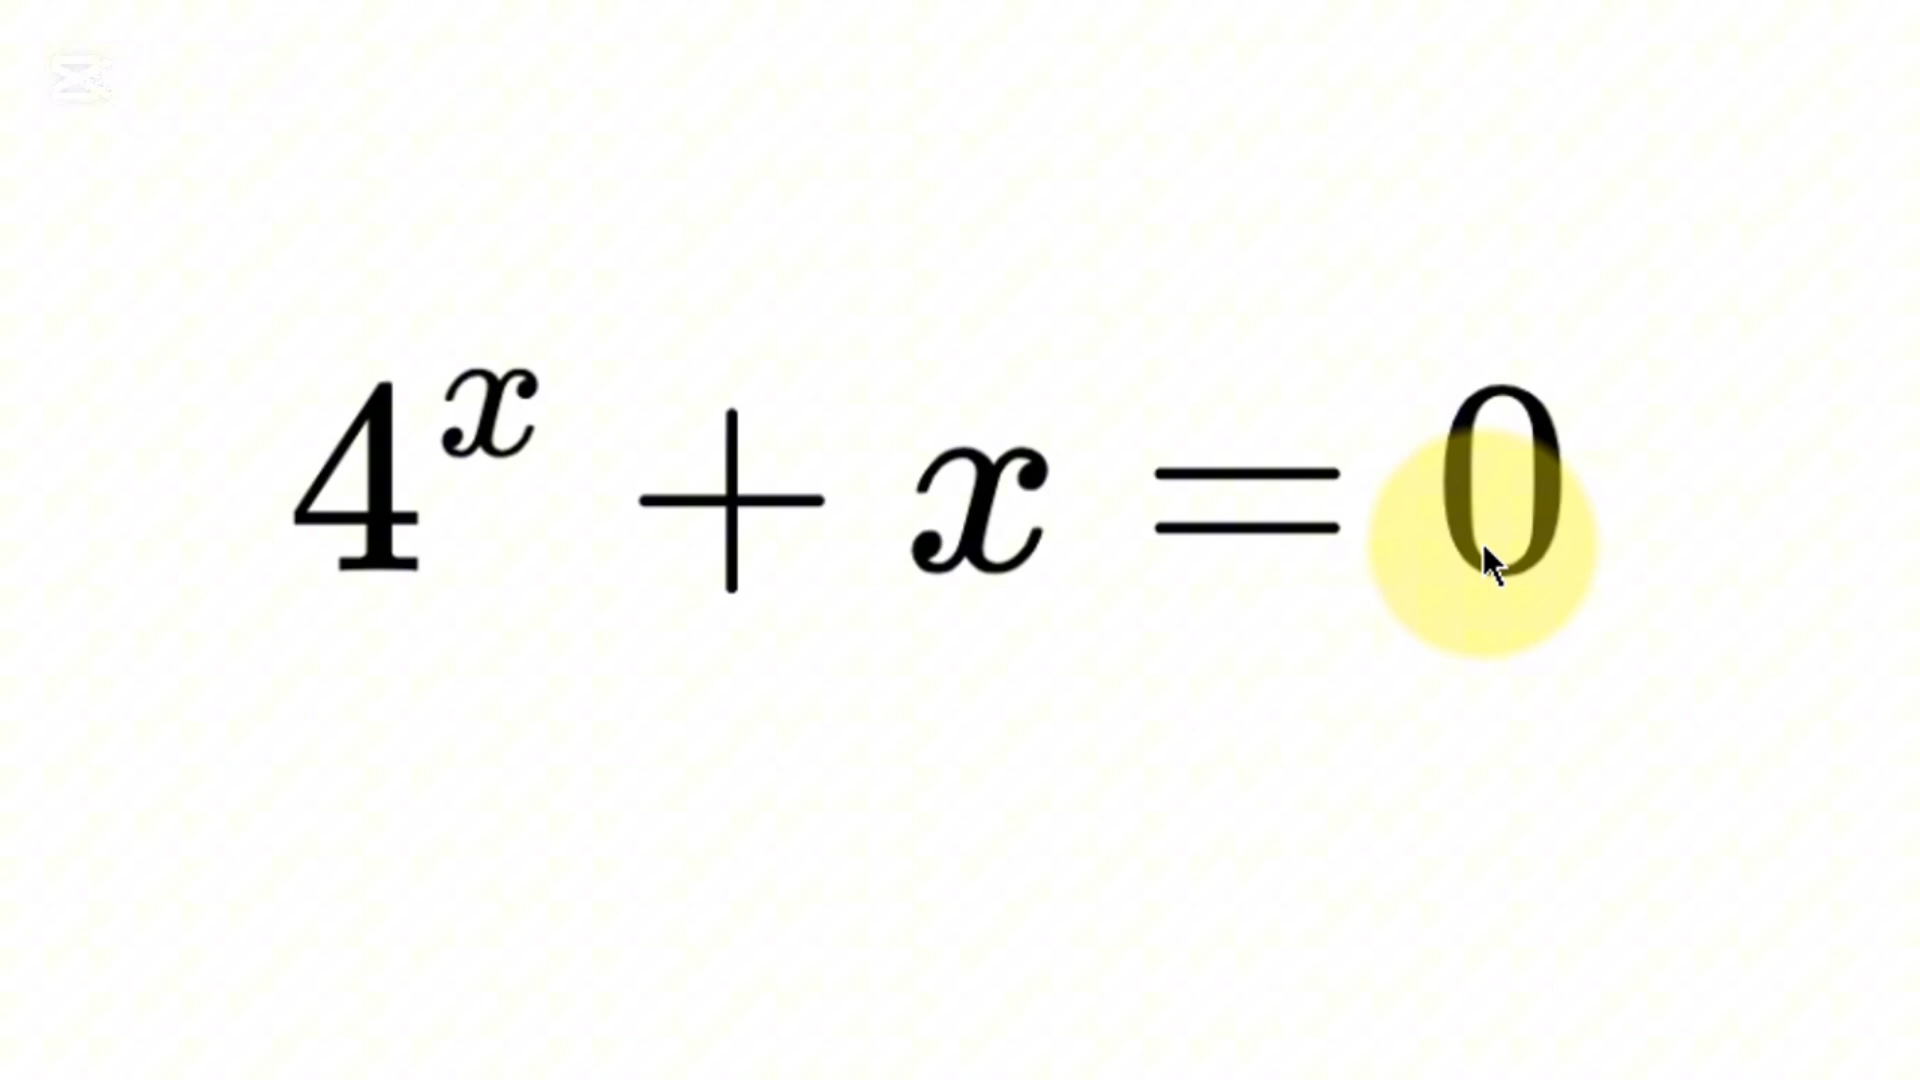 4^x + x = 0